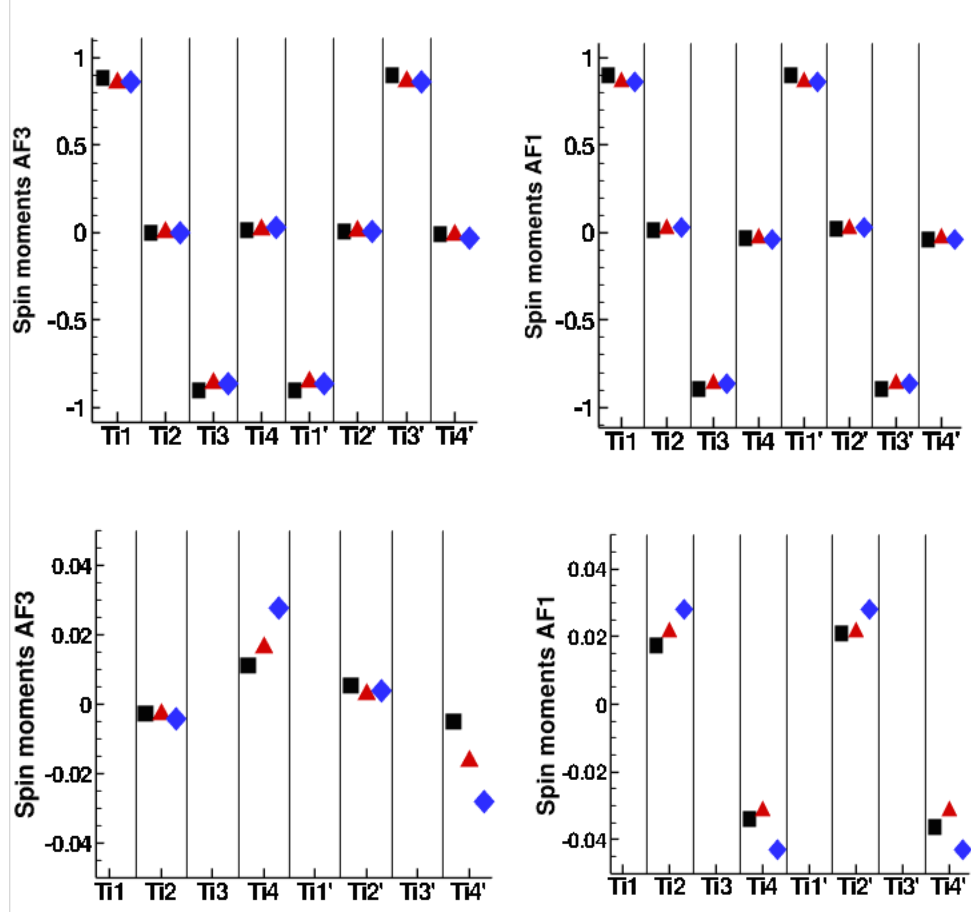 Spin moments AF3
1
0.5
0
-0.5
-1
Ti1 Ti2 Ti3 Ti4 Ti1' Ti2' Ti3' Ti4'
Spin moments AF1
1
0.5
0
-0.5
-1
Ti1 Ti2 Ti3 Ti4 Ti1' Ti2' Ti3' Ti4'
Spin moments AF3
0.04
0.02
0
-0.02
-0.04
Ti1 Ti2 Ti3 Ti4 Ti1' Ti2' Ti3' Ti4'
Spin moments AF1
0.04
0.02
0
-0.02
-0.04
Ti1 Ti2 Ti3 Ti4 Ti1' Ti2' Ti3' Ti4'